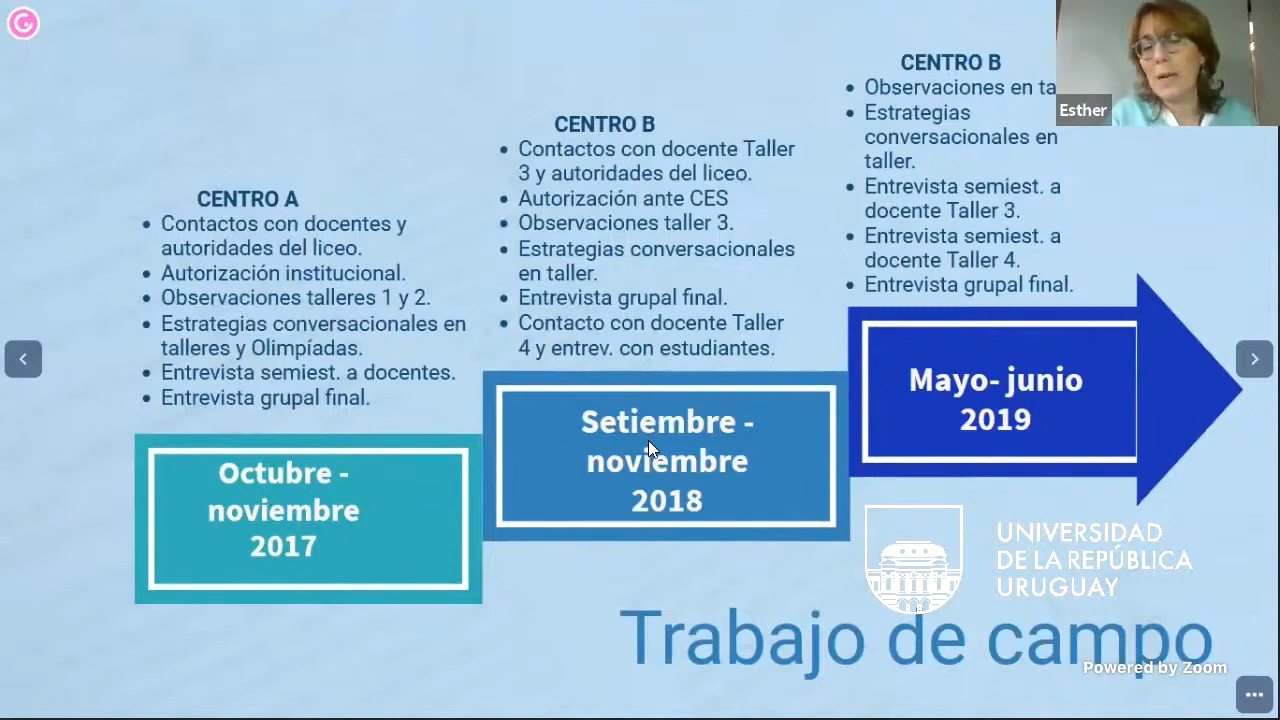 CENTRO A
• Contactos con docentes y
autoridades del liceo.
• Autorización institucional.
• Observaciones talleres 1 y 2.
• Estrategias conversacionales en
talleres y Olimpíadas.
• Entrevista semiest. a docentes.
• Entrevista grupal final.
Octubre -
noviembre
2017
CENTRO B
• Contactos con docente Taller
3 y autoridades del liceo.
• Autorización ante CES
• Observaciones taller 3.
• Estrategias conversacionales
en taller.
• Entrevista grupal final.
• Contacto con docente Taller
4 y entrev. con estudiantes.
Setiembre -
noviembre
2018
CENTRO B
• Observaciones en ta
• Estrategias
conversacionales en
taller.
• Entrevista semiest. a
docente Taller 3.
• Entrevista semiest. a
docente Taller 4.
• Entrevista grupal final.
Mayo- junio
2019
Esther
UNIVERSIDAD
DE LA REPÚBLICA
URUGUAY
Trabajo de campo
Powered by Zoom